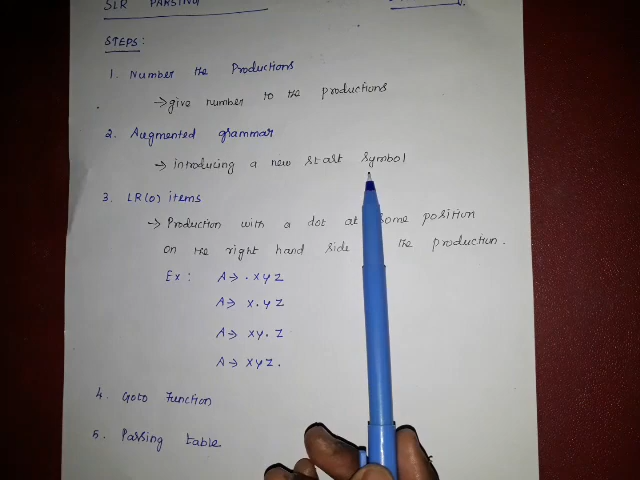 SLR PARSING
STEPS:
1. Number the Productions
→ give number to the productions
2. Augmented grammar
→ introducing a new start symbol
3. LR(0) items
→ Production with a dot at some position
on the right hand side the production.
Ex: A → .XYZ
A → X.YZ
A → XY.Z
A → XYZ.
4. Goto Function
5. Parsing table